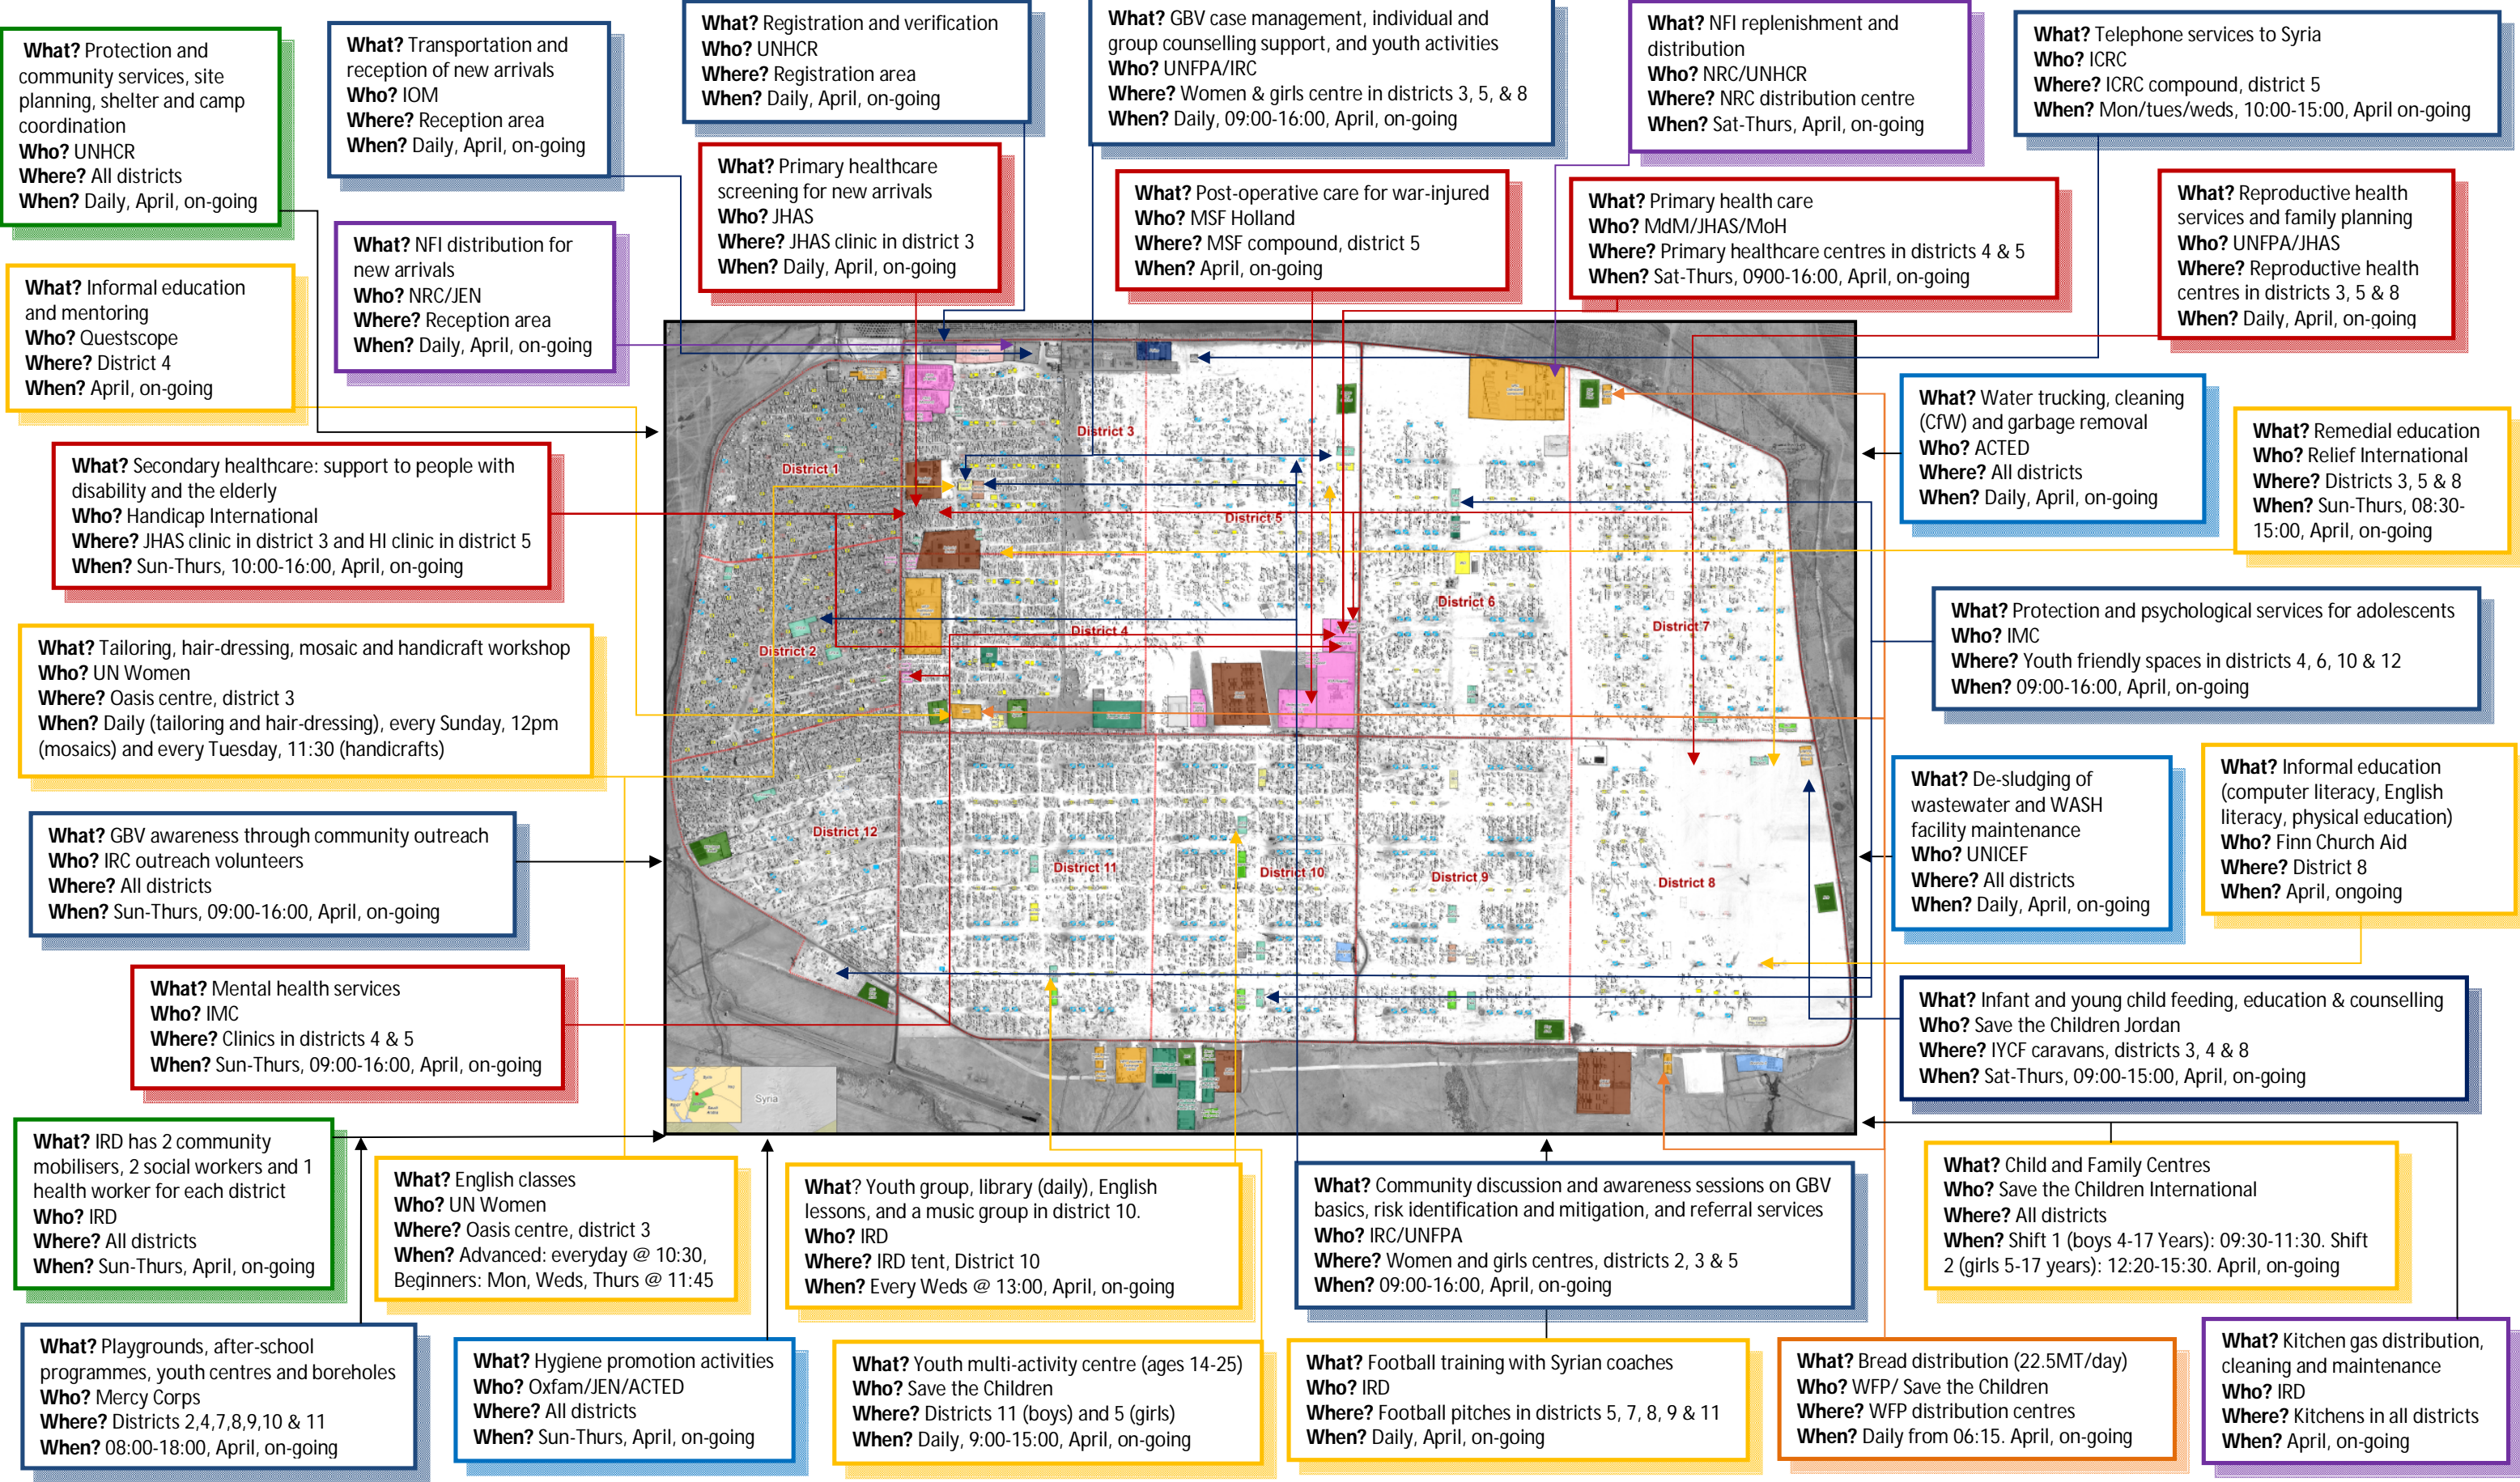 What? Protection and
community services, site
planning, shelter and camp
coordination
Who? UNHCR
Where? All districts
When? Daily, April, on-going
What? Transportation and
reception of new arrivals
Who? IOM
Where? Reception area
When? Daily, April, on-going
What? Registration and verification
Who? UNHCR
Where? Registration area
When? Daily, April, on-going
What? GBV case management, individual and
group counselling support, and youth activities
Who? UNFPA/IRC
Where? Women & girls centre in districts 3, 5, & 8
When? Daily, 09:00-16:00, April, on-going
What? NFI replenishment and
distribution
Who? NRC/UNHCR
Where? NRC distribution centre
When? Sat-Thurs, April, on-going
What? Telephone services to Syria
Who? ICRC
Where? ICRC compound, district 5
When? Mon/tues/weds, 10:00-15:00, April on-going
What? Informal education
and mentoring
Who? Questscope
Where? District 4
When? April, on-going
What? NFI distribution for
new arrivals
Who? NRC/JEN
Where? Reception area
When? Daily, April, on-going
What? Primary healthcare
screening for new arrivals
Who? JHAS
Where? JHAS clinic in district 3
When? Daily, April, on-going
What? Post-operative care for war-injured
Who? MSF Holland
Where? MSF compound, district 5
When? April, on-going
What? Primary health care
Who? MdM/JHAS/MoH
Where? Primary healthcare centres in districts 4 & 5
When? Sat-Thurs, 0900-16:00, April, on-going
What? Reproductive health
services and family planning
Who? UNFPA/JHAS
Where? Reproductive health
centres in districts 3, 5 & 8
When? Daily, April, on-going
What? Secondary healthcare: support to people with
disability and the elderly
Who? Handicap International
Where? JHAS clinic in district 3 and HI clinic in district 5
When? Sun-Thurs, 10:00-16:00, April, on-going
What? Water trucking, cleaning
(CfW) and garbage removal
Who? ACTED
Where? All districts
When? Daily, April, on-going
What? Remedial education
Who? Relief International
Where? Districts 3, 5 & 8
When? Sun-Thurs, 08:30-
15:00, April, on-going
What? Tailoring, hair-dressing, mosaic and handicraft workshop
Who? UN Women
Where? Oasis centre, district 3
When? Daily (tailoring and hair-dressing), every Sunday, 12pm
(mosaics) and every Tuesday, 11:30 (handicrafts)
What? Protection and psychological services for adolescents
Who? IMC
Where? Youth friendly spaces in districts 4, 6, 10 & 12
When? 09:00-16:00, April, on-going
What? GBV awareness through community outreach
Who? IRC outreach volunteers
Where? All districts
When? Sun-Thurs, 09:00-16:00, April, on-going
What? De-sludging of
wastewater and WASH
facility maintenance
Who? UNICEF
Where? All districts
When? Daily, April, on-going
What? Informal education
(computer literacy, English
literacy, physical education)
Who? Finn Church Aid
Where? District 8
When? April, ongoing
What? Mental health services
Who? IMC
Where? Clinics in districts 4 & 5
When? Sun-Thurs, 09:00-16:00, April, on-going
What? Infant and young child feeding, education & counselling
Who? Save the Children Jordan
Where? IYCF caravans, districts 3, 4 & 8
When? Sat-Thurs, 09:00-15:00, April, on-going
District 3
District 1
District 5
District 6
District 7
District 4
District 2
District 12
District 11
District 10
District 9
District 8
Syria
What? IRD has 2 community
mobilisers, 2 social workers and 1
health worker for each district
Who? IRD
Where? All districts
When? Sun-Thurs, April, on-going
What? English classes
Who? UN Women
Where? Oasis centre, district 3
When? Advanced: everyday @ 10:30,
Beginners: Mon, Weds, Thurs @ 11:45
What? Youth group, library (daily), English
lessons, and a music group in district 10.
Who? IRD
Where? IRD tent, District 10
When? Every Weds @ 13:00, April, on-going
What? Community discussion and awareness sessions on GBV
basics, risk identification and mitigation, and referral services
Who? IRC/UNFPA
Where? Women and girls centres, districts 2, 3 & 5
When? 09:00-16:00, April, on-going
What? Child and Family Centres
Who? Save the Children International
Where? All districts
When? Shift 1 (boys 4-17 Years): 09:30-11:30. Shift
2 (girls 5-17 years): 12:20-15:30. April, on-going
What? Playgrounds, after-school
programmes, youth centres and boreholes
Who? Mercy Corps
Where? Districts 2,4,7,8,9,10 & 11
When? 08:00-18:00, April, on-going
What? Hygiene promotion activities
Who? Oxfam/JEN/ACTED
Where? All districts
When? Sun-Thurs, April, on-going
What? Youth multi-activity centre (ages 14-25)
Who? Save the Children
Where? Districts 11 (boys) and 5 (girls)
When? Daily, 9:00-15:00, April, on-going
What? Football training with Syrian coaches
Who? IRD
Where? Football pitches in districts 5, 7, 8, 9 & 11
When? Daily, April, on-going
What? Bread distribution (22.5MT/day)
Who? WFP/ Save the Children
Where? WFP distribution centres
When? Daily from 06:15. April, on-going
What? Kitchen gas distribution,
cleaning and maintenance
Who? IRD
Where? Kitchens in all districts
When? April, on-going